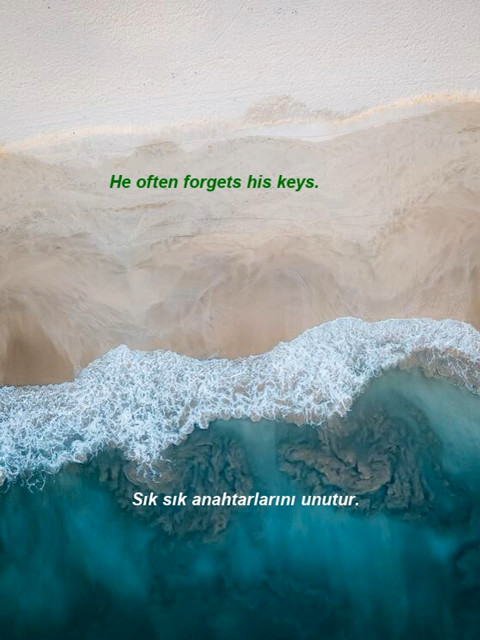 He often forgets his keys.
Sık sık anahtarlarını unutur.